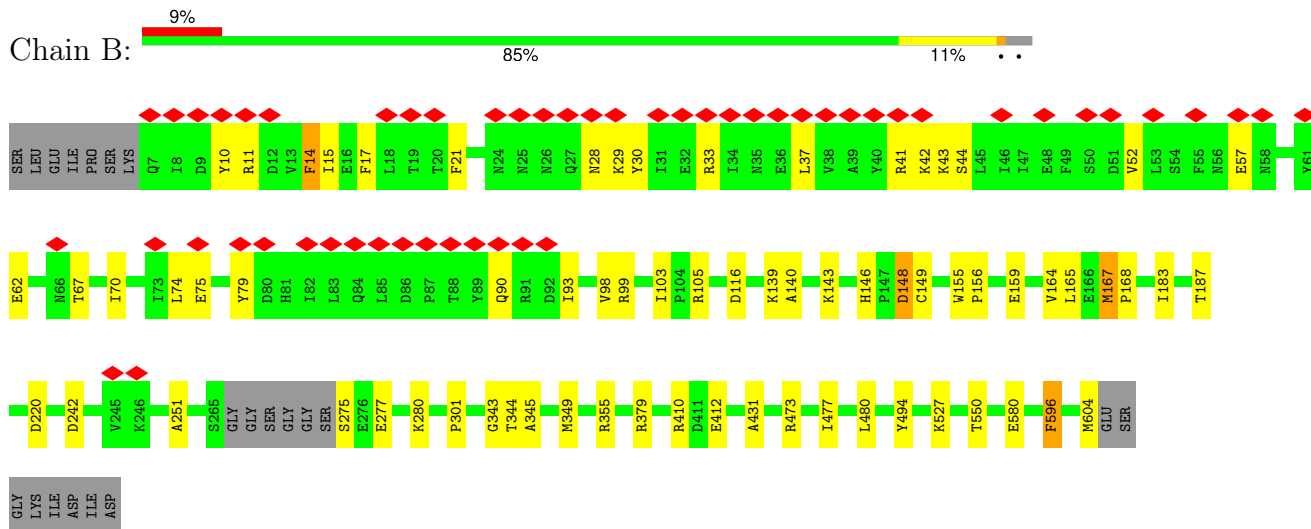 9%
Chain B:
85% 11% • •
SER LEU GLU ILE PRO SER LYS Q7 I8 D9 Y10 R11 D12 V13 F14 I15 E16 F17 L18 T19 T20 F21 N24 N25 N26 Q27 N28 K29 Y30 I31 E32 R33 I34 N35 E36 L37 V38 A39 Y40 R41 K42 K43 S44 L45 I46 I47 E48 F49 S50 D51 V52 L53 S54 F55 N56 E57 N58 Y61
E62 N66 T67 I70 I73 L74 E75 Y79 D80 H81 I82 L83 Q84 L85 D86 P87 T88 Y89 Q90 R91 D92 I93 V98 R99 I103 P104 R105 D116 K139 A140 K143 H146 P147 D148 C149 W155 P156 E159 V164 L165 E166 M167 P168 I183 T187
D220 D242 V245 K246 A251 S265 GLY GLY SER GLY GLY SER S275 E276 E277 K280 P301 G343 T344 A345 M349 R355 R379 R410 D411 E412 A431 R473 I477 L480 Y494 K527 T550 E580 F596 M604 GLU SER
GLY LYS ILE ASP ILE ASP